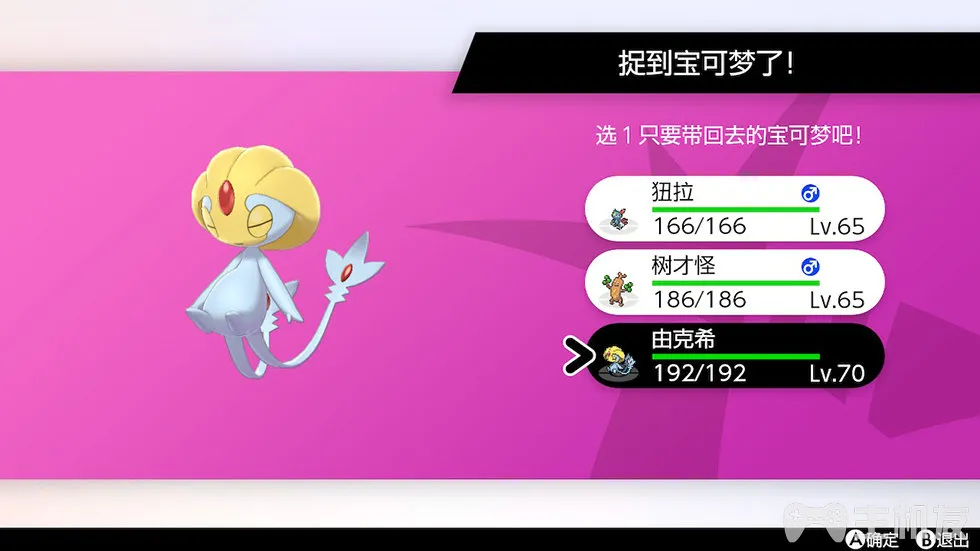 捉到宝可梦了!
选1只要带回去的宝可梦吧!
狃拉
166/166 Lv.65
树才怪
186/186 Lv.65
由克希
192/192 Lv.70
A确定 B退出